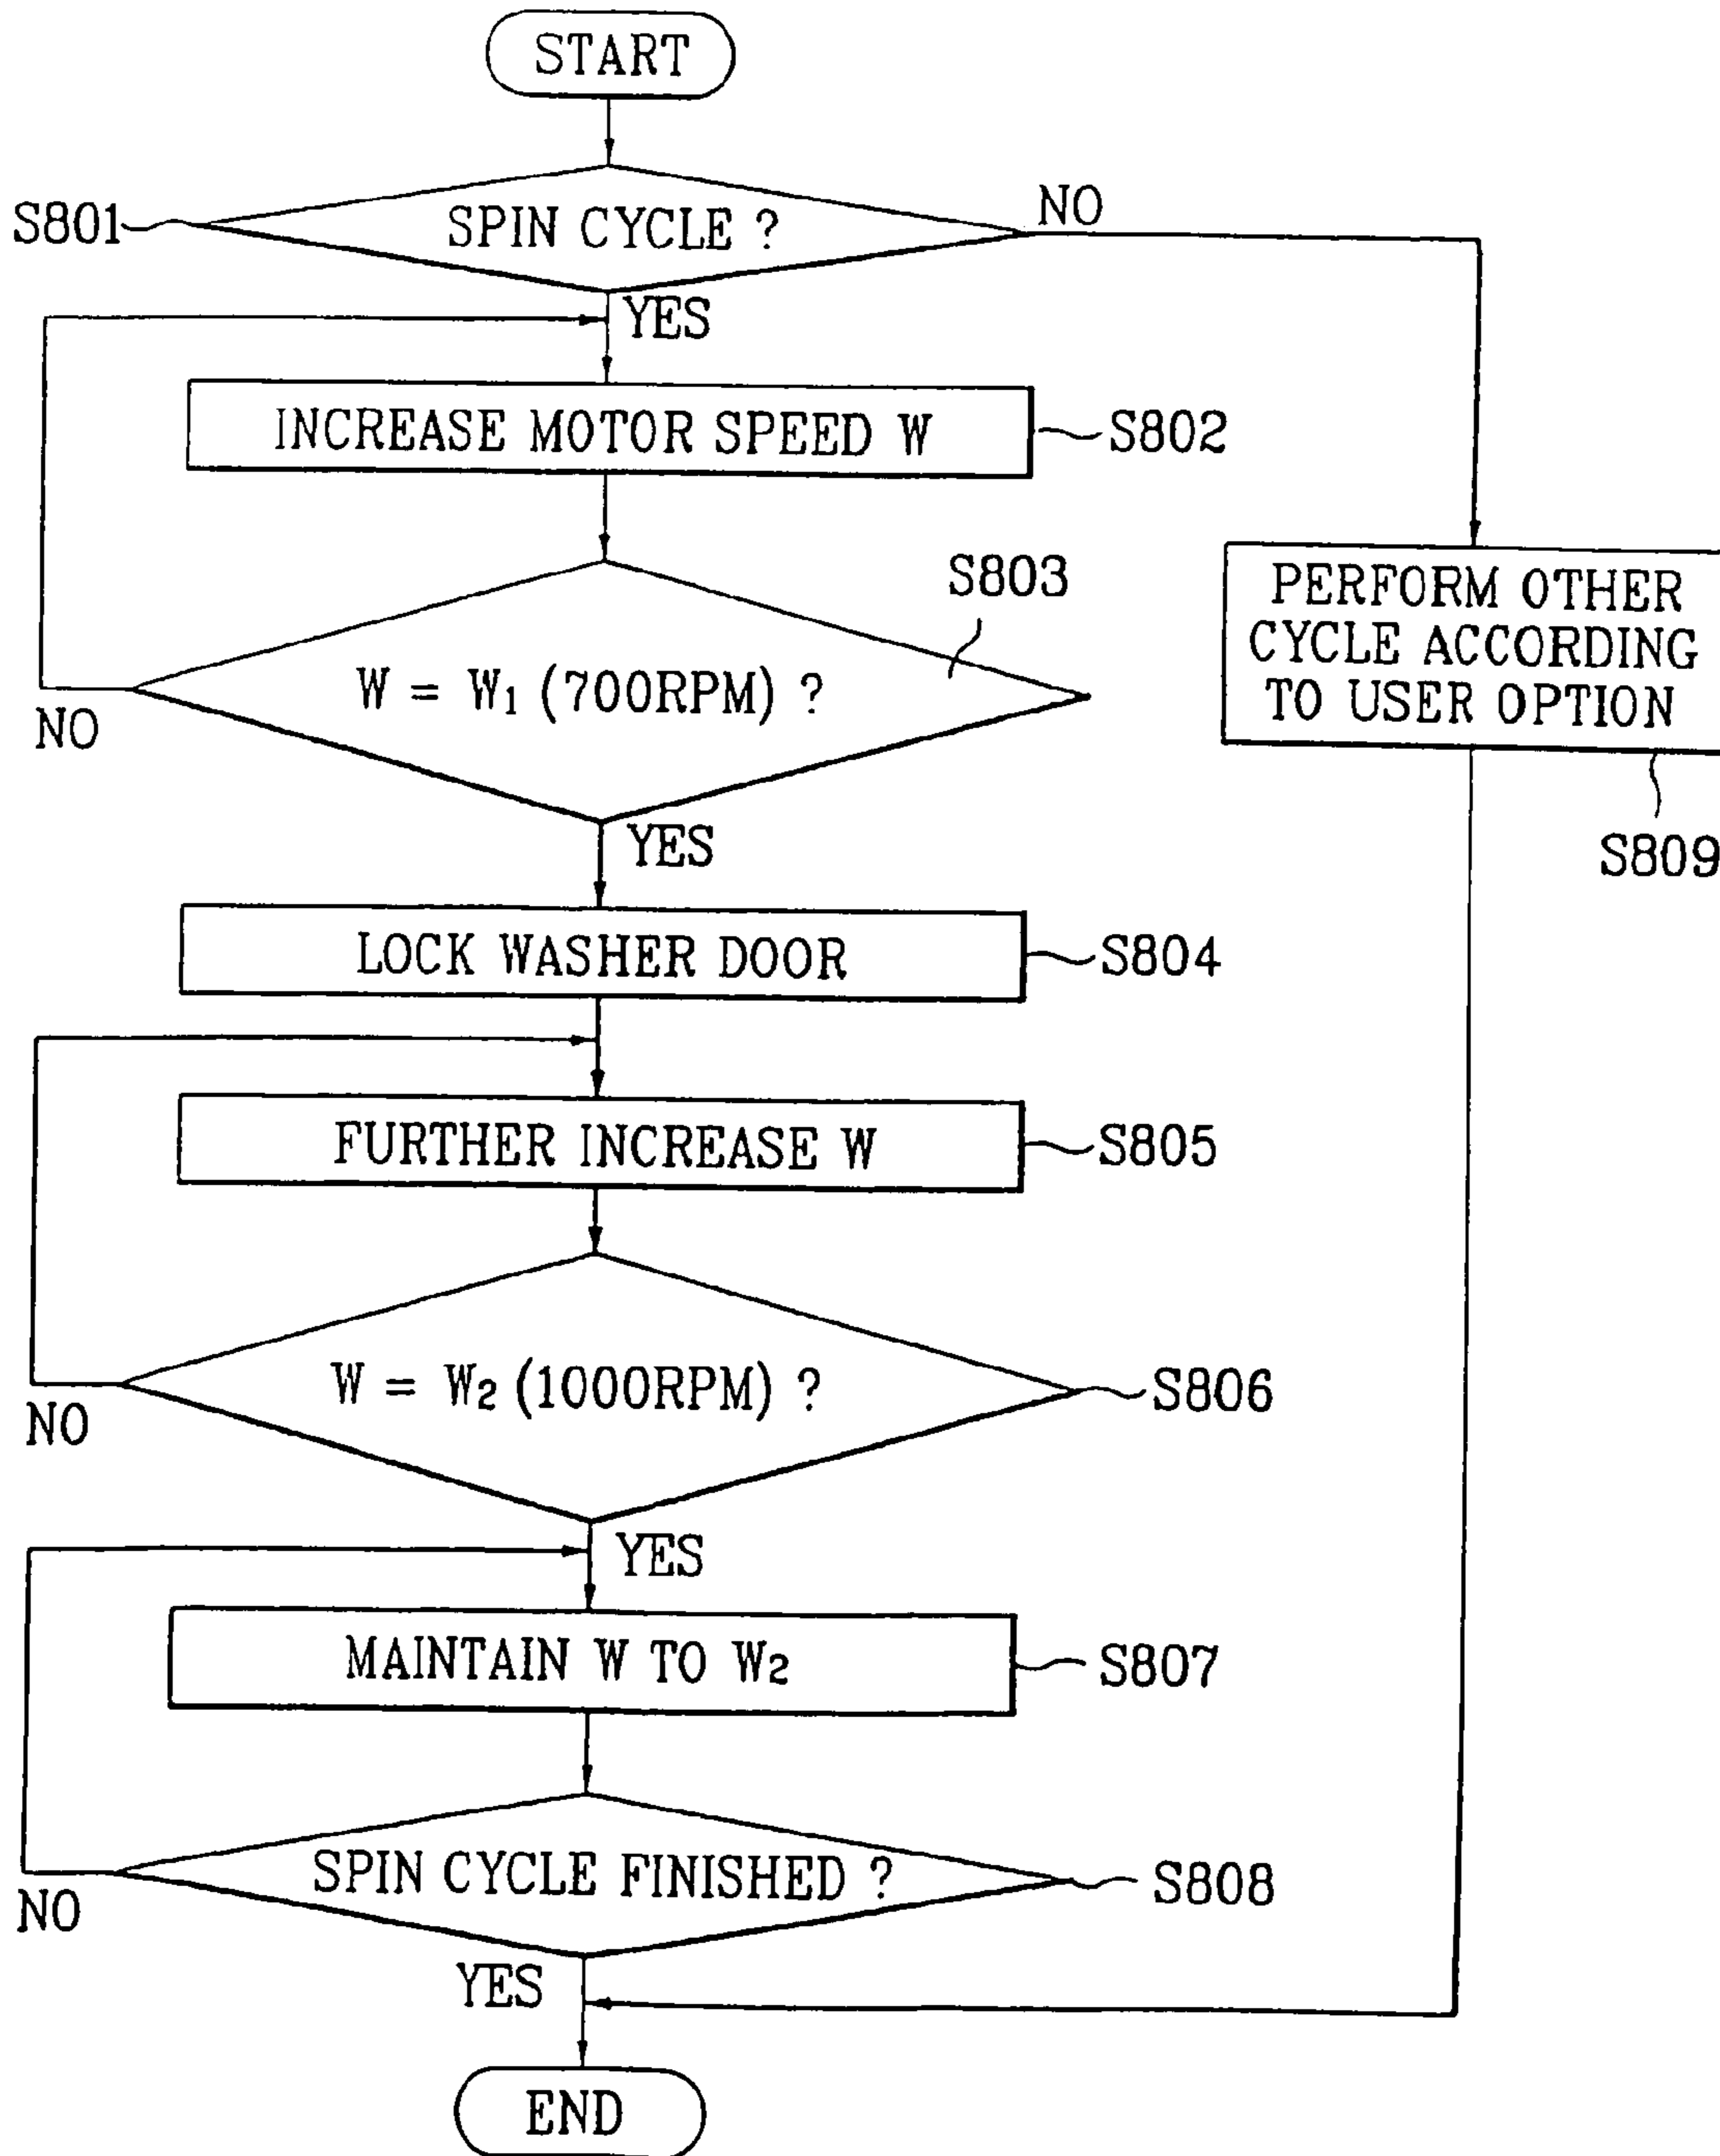 START
S801
SPIN CYCLE ?
NO
YES
INCREASE MOTOR SPEED W
S802
S803
W = W₁ (700RPM) ?
NO
YES
PERFORM OTHER
CYCLE ACCORDING
TO USER OPTION
S809
LOCK WASHER DOOR
S804
FURTHER INCREASE W
S805
W = W₂ (1000RPM) ?
S806
NO
YES
MAINTAIN W TO W₂
S807
SPIN CYCLE FINISHED ?
S808
NO
YES
END